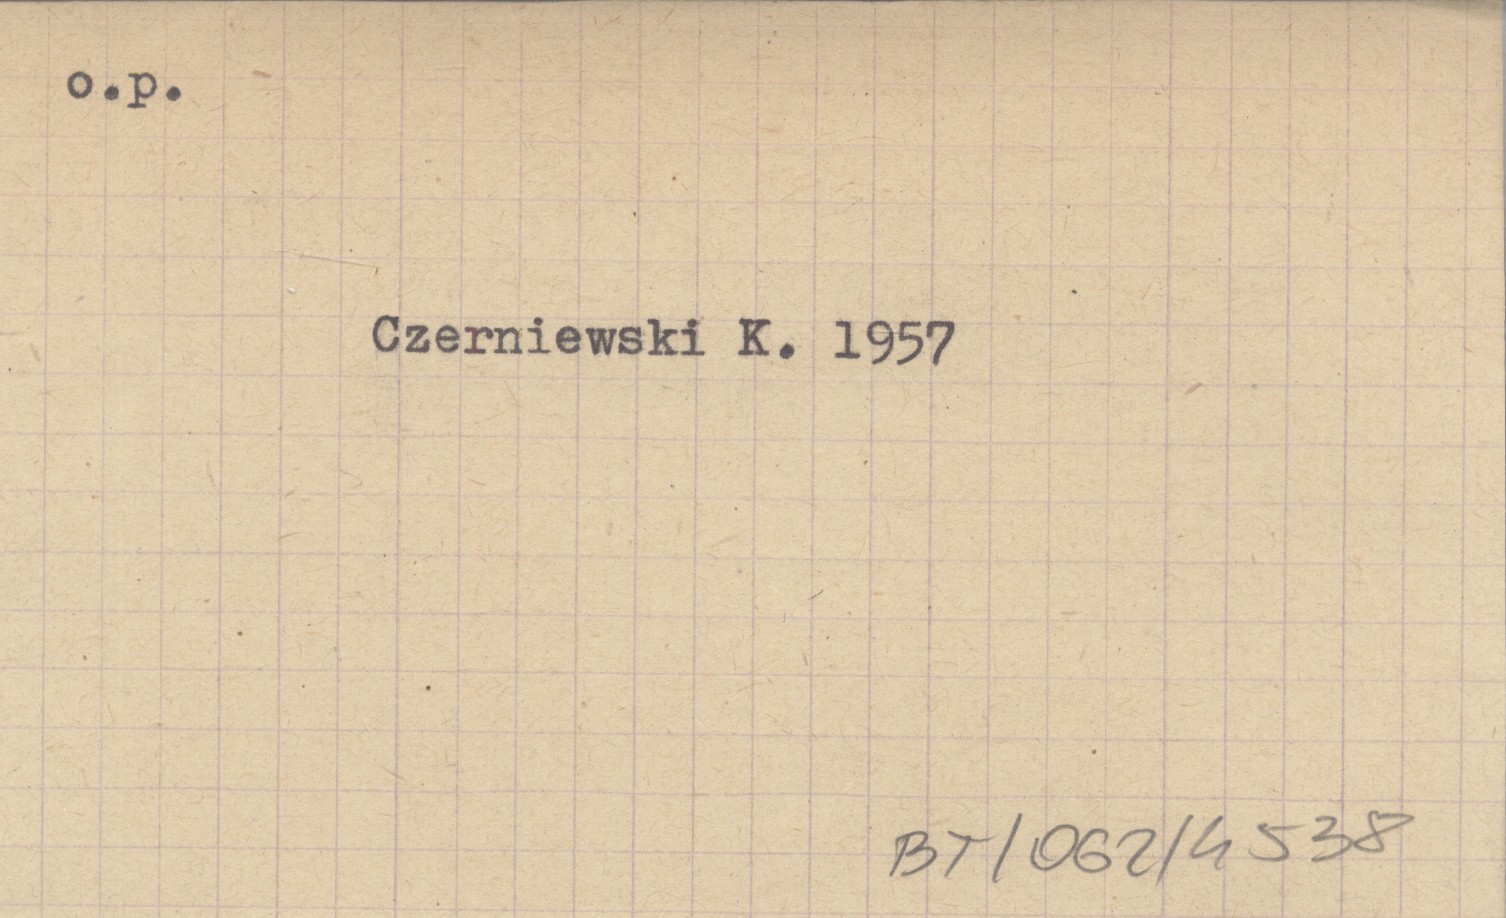 o.p.
Czerniewski K. 1957
BT/062/4538